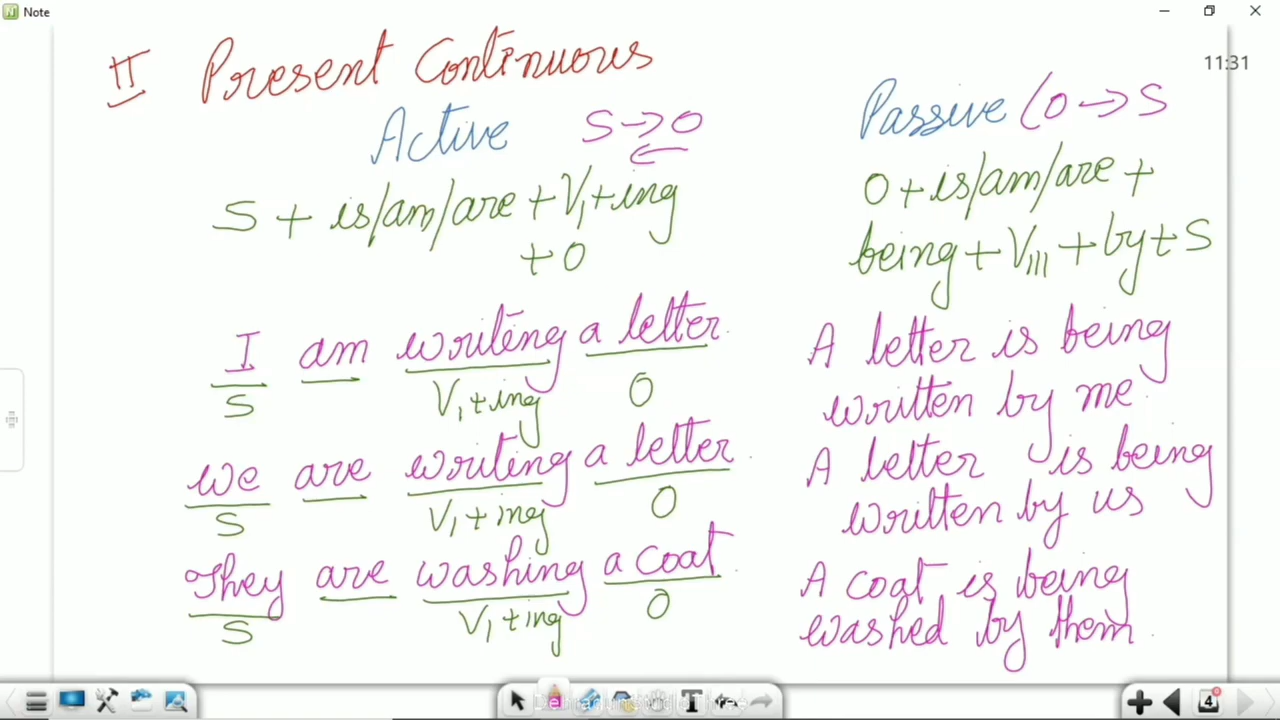 Note
11:31
II Present Continuous
Active S → O
←
S + is/am/are + V₁ + ing
+ O
I am writing a letter.
S V₁ + ing O
we are writing a letter.
S V₁ + ing O
They are washing a coat.
S V₁ + ing O
Passive (O → S
O + is/am/are +
being + VIII + by + S
A letter is being
written by me.
A letter is being
written by us
A coat is being
washed by them.
4